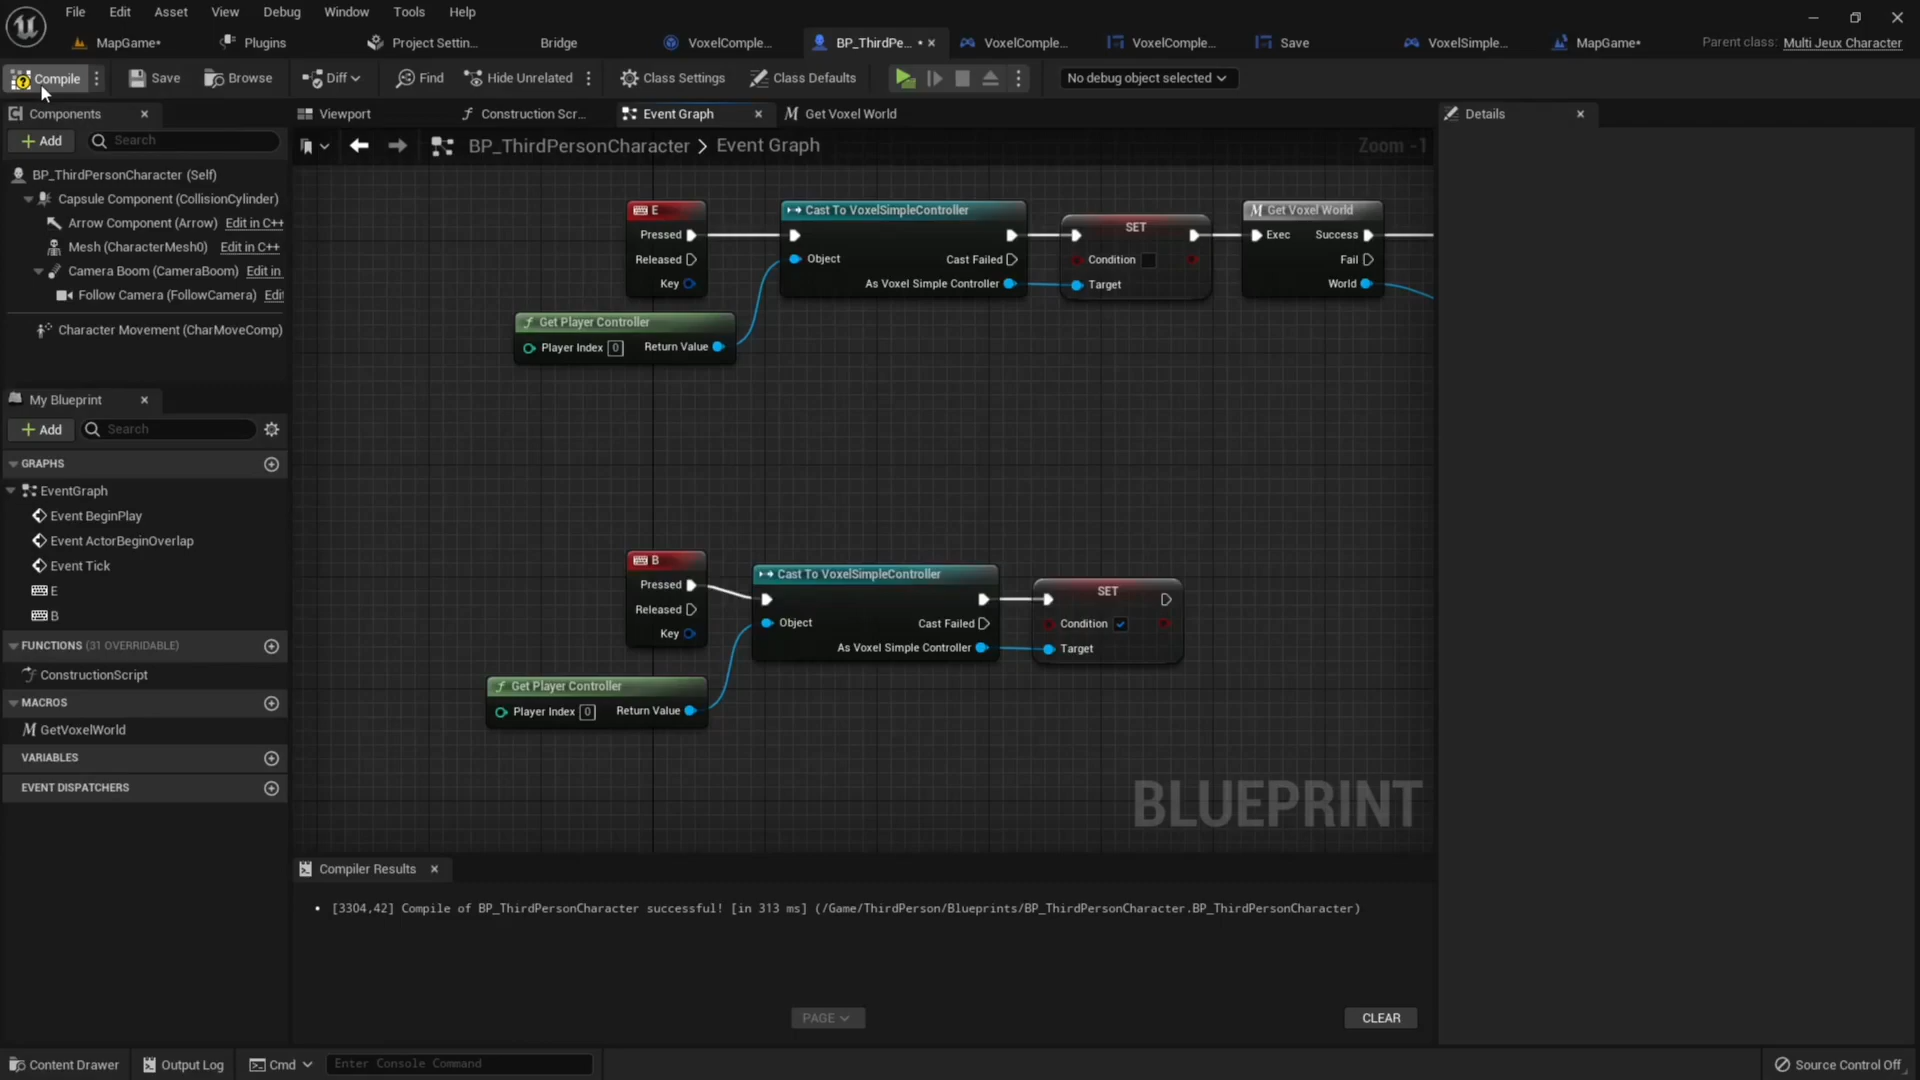 File Edit Asset View Debug Window Tools Help
MapGame* Plugins Project Settin... Bridge VoxelComple... BP_ThirdPe... • VoxelComple... VoxelComple... Save VoxelSimple... MapGame* Parent class: Multi Jeux Character
Compile Save Browse Diff Find Hide Unrelated Class Settings Class Defaults No debug object selected
Components Viewport Construction Scr... Event Graph Get Voxel World Details
Add Search
BP_ThirdPersonCharacter > Event Graph Zoom -1
BP_ThirdPersonCharacter (Self)
Capsule Component (CollisionCylinder)
Arrow Component (Arrow) Edit in C++
Mesh (CharacterMesh0) Edit in C++
Camera Boom (CameraBoom) Edit in
Follow Camera (FollowCamera) Edit
Character Movement (CharMoveComp)
My Blueprint
Add Search
GRAPHS
EventGraph
Event BeginPlay
Event ActorBeginOverlap
Event Tick
E
B
FUNCTIONS (31 OVERRIDABLE)
ConstructionScript
MACROS
GetVoxelWorld
VARIABLES
EVENT DISPATCHERS
E
Pressed
Released
Key
Cast To VoxelSimpleController
Object
Cast Failed
As Voxel Simple Controller
SET
Condition
Target
Get Voxel World
Exec Success
Fail
World
Get Player Controller
Player Index 0 Return Value
B
Pressed
Released
Key
Cast To VoxelSimpleController
Object
Cast Failed
As Voxel Simple Controller
SET
Condition
Target
Get Player Controller
Player Index 0 Return Value
BLUEPRINT
Compiler Results
[3304,42] Compile of BP_ThirdPersonCharacter successful! [in 313 ms] (/Game/ThirdPerson/Blueprints/BP_ThirdPersonCharacter.BP_ThirdPersonCharacter)
PAGE CLEAR
Content Drawer Output Log Cmd Enter Console Command Source Control Off